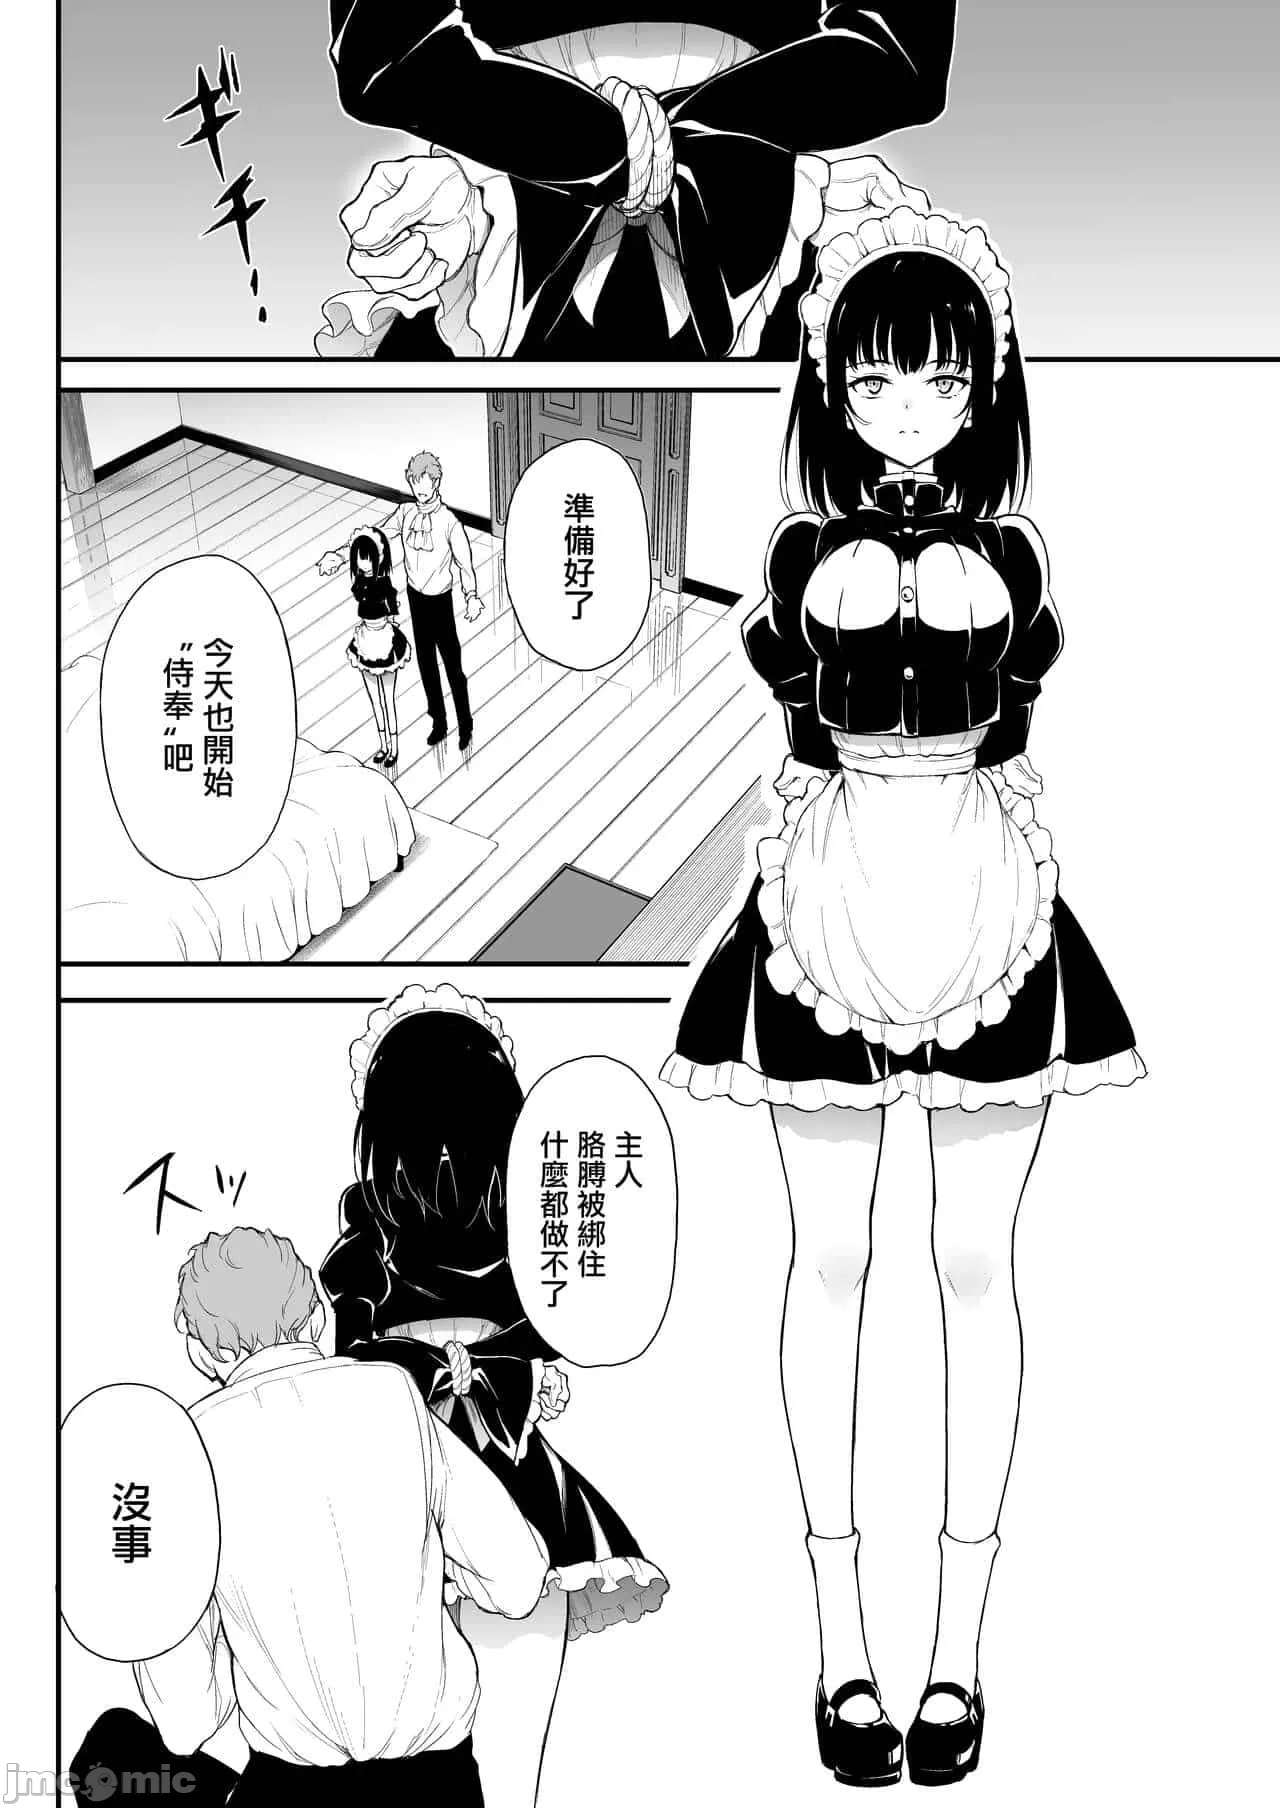 ギチ…
準備好了
今天也開始
〝侍奉〝吧
主人
胳膊被綁住
什麼都做不了
スッ
沒事
jmcomic